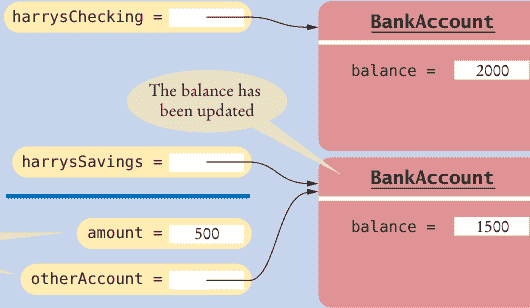 harrysChecking =
BankAccount
balance = 2000
The balance has
been updated
harrysSavings =
BankAccount
amount = 500
balance = 1500
otherAccount =